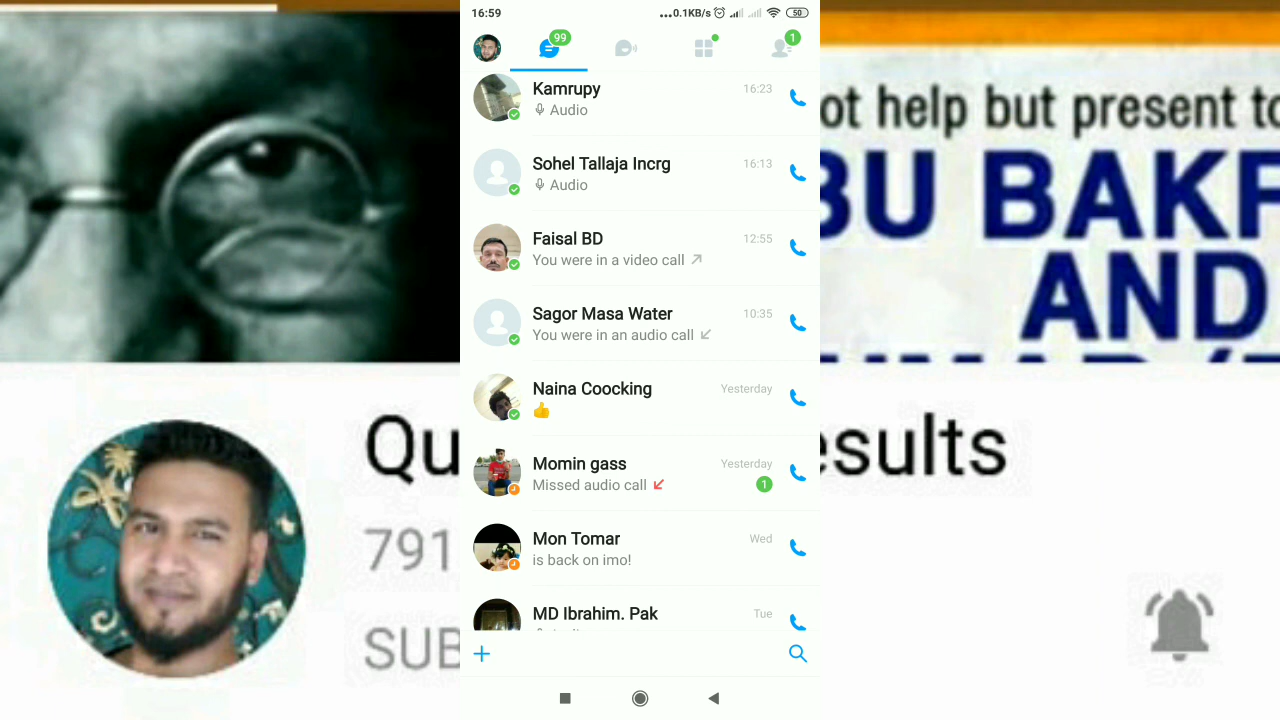 16:59
...0.1KB/s
50
99
1
Kamrupy
16:23
Audio
Sohel Tallaja Incrg
16:13
Audio
Faisal BD
12:55
You were in a video call
Sagor Masa Water
10:35
You were in an audio call
Naina Coocking
Yesterday
👍
Momin gass
Yesterday
Missed audio call
1
Mon Tomar
Wed
is back on imo!
MD Ibrahim. Pak
Tue
ot help but present to
BU BAKR
AND
Qu
esults
791
SUB